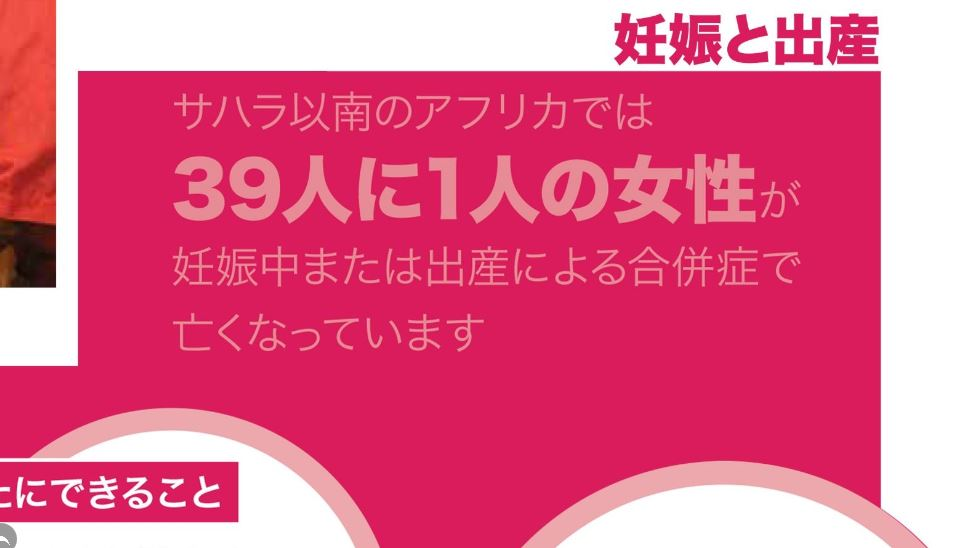 妊娠と出産
サハラ以南のアフリカでは
39人に1人の女性が
妊娠中または出産による合併症で
亡くなっています
にできること